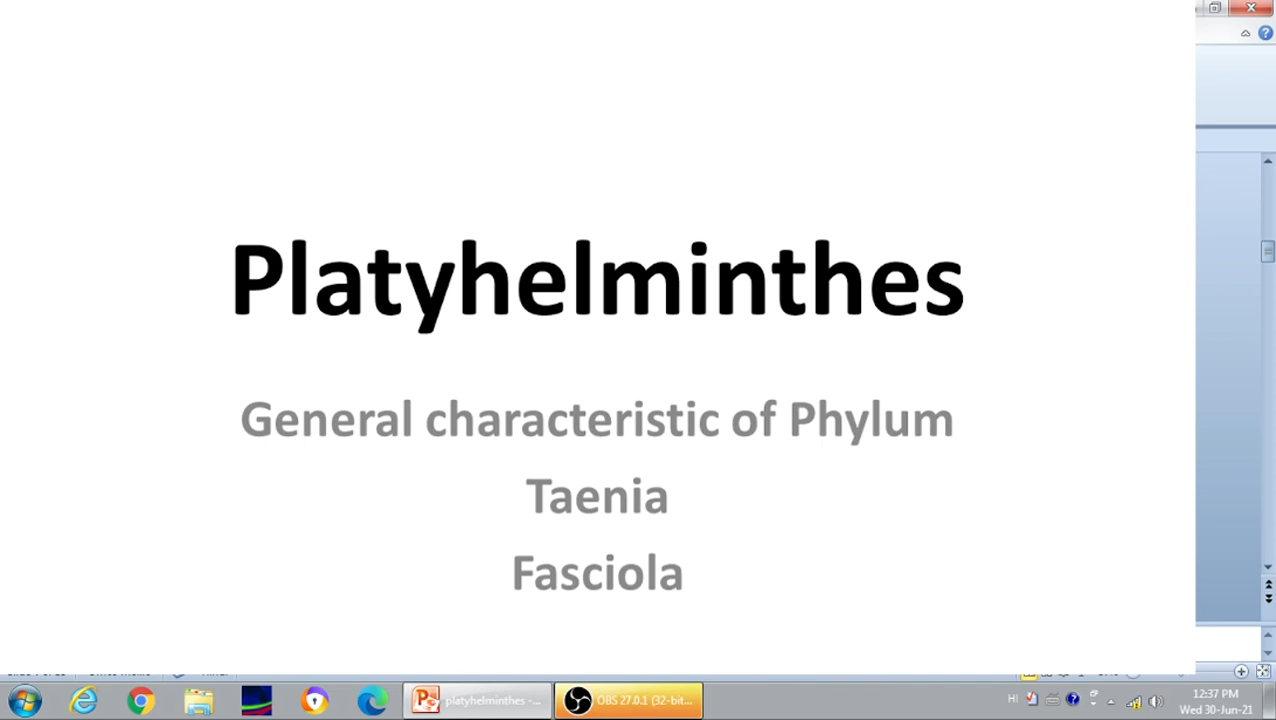 Platyhelminthes
General characteristic of Phylum
Taenia
Fasciola
platyhelminthes -...
OBS 27.0.1 (32-bit...
HI
12:37 PM
Wed 30-Jun-21